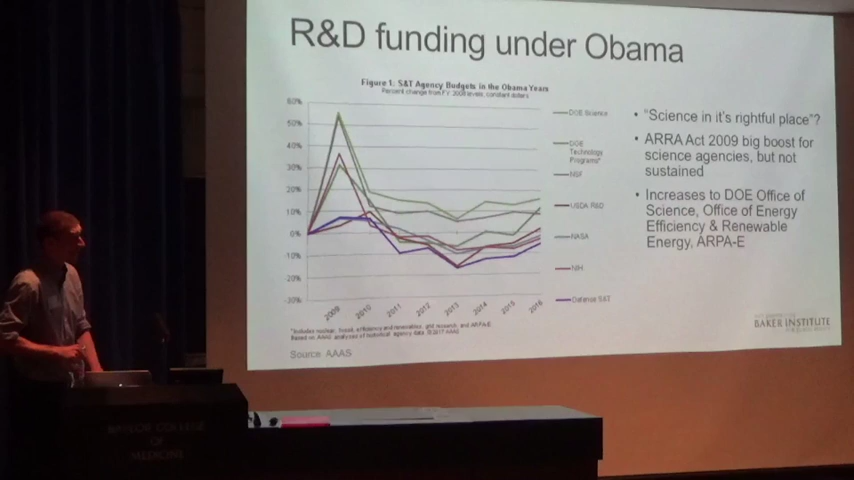 R&D funding under Obama
Figure 1: S&T Agency Budgets in the Obama Years
Percent change from FY 2008 levels, constant dollars
60%
50%
40%
30%
20%
10%
0%
-10%
-20%
-30%
2009
2010
2011
2012
2013
2014
2015
2016
DOE Science
DOE
Technology
Programs*
NSF
USDA R&D
NASA
NIH
Defense S&T
*Includes nuclear, fossil, efficiency and renewables, grid research, and ARPA-E
Based on AAAS analyses of historical agency data. © 2017 AAAS
Source: AAAS
• "Science in it's rightful place"?
• ARRA Act 2009 big boost for
science agencies, but not
sustained
• Increases to DOE Office of
Science, Office of Energy
Efficiency & Renewable
Energy, ARPA-E
BAKER INSTITUTE
BAYLOR COLLEGE
OF
MEDICINE